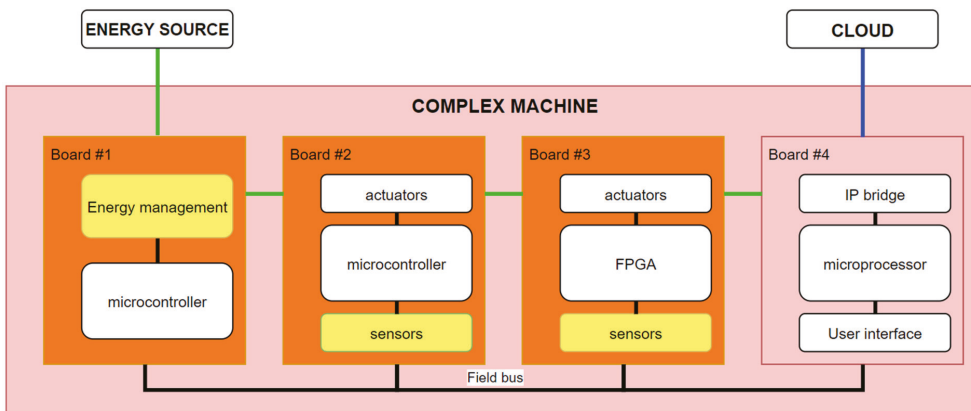 ENERGY SOURCE
CLOUD
COMPLEX MACHINE
Board #1
Energy management
microcontroller
Board #2
actuators
microcontroller
sensors
Board #3
actuators
FPGA
sensors
Board #4
IP bridge
microprocessor
User interface
Field bus